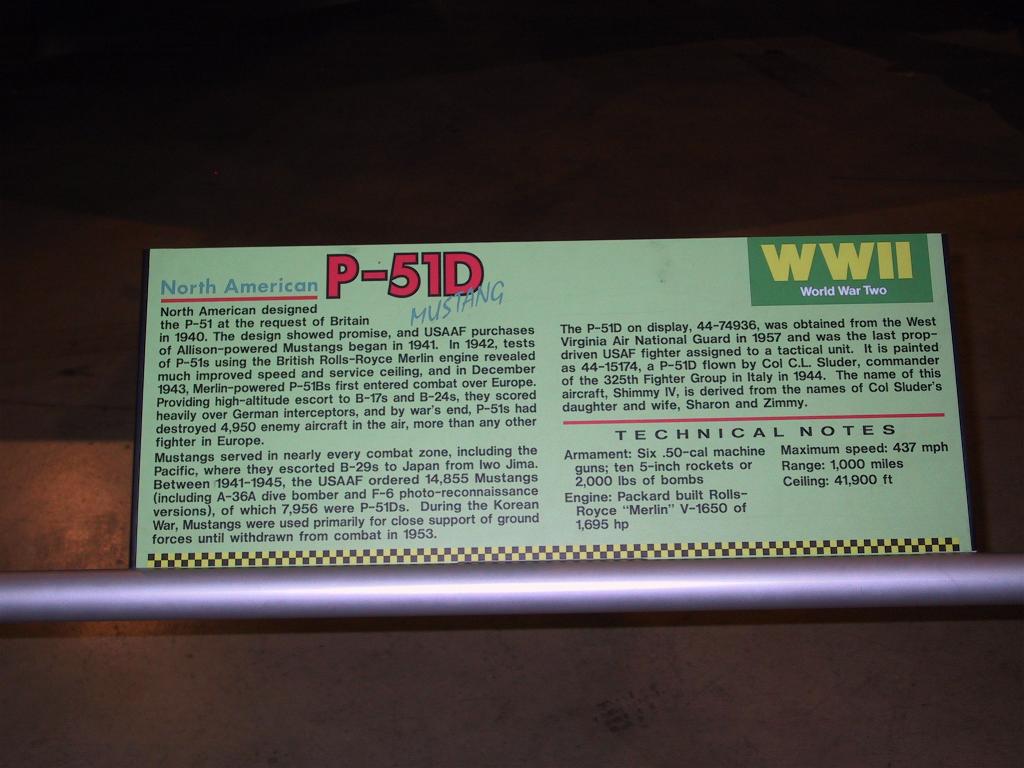 North American P-51D
MUSTANG
North American designed
the P-51 at the request of Britain
in 1940. The design showed promise, and USAAF purchases
of Allison-powered Mustangs began in 1941. In 1942, tests
of P-51s using the British Rolls-Royce Merlin engine revealed
much improved speed and service ceiling, and in December
1943, Merlin-powered P-51Bs first entered combat over Europe.
Providing high-altitude escort to B-17s and B-24s, they scored
heavily over German interceptors, and by war's end, P-51s had
destroyed 4,950 enemy aircraft in the air, more than any other
fighter in Europe.
Mustangs served in nearly every combat zone, including the
Pacific, where they escorted B-29s to Japan from Iwo Jima.
Between 1941-1945, the USAAF ordered 14,855 Mustangs
(including A-36A dive bomber and F-6 photo-reconnaissance
versions), of which 7,956 were P-51Ds. During the Korean
War, Mustangs were used primarily for close support of ground
forces until withdrawn from combat in 1953.
WWII
World War Two
The P-51D on display, 44-74936, was obtained from the West
Virginia Air National Guard in 1957 and was the last prop-
driven USAF fighter assigned to a tactical unit. It is painted
as 44-15174, a P-51D flown by Col C.L. Sluder, commander
of the 325th Fighter Group in Italy in 1944. The name of this
aircraft, Shimmy IV, is derived from the names of Col Sluder's
daughter and wife, Sharon and Zimmy.
TECHNICAL NOTES
Armament: Six .50-cal machine
guns; ten 5-inch rockets or
2,000 lbs of bombs
Engine: Packard built Rolls-
Royce "Merlin" V-1650 of
1,695 hp
Maximum speed: 437 mph
Range: 1,000 miles
Ceiling: 41,900 ft